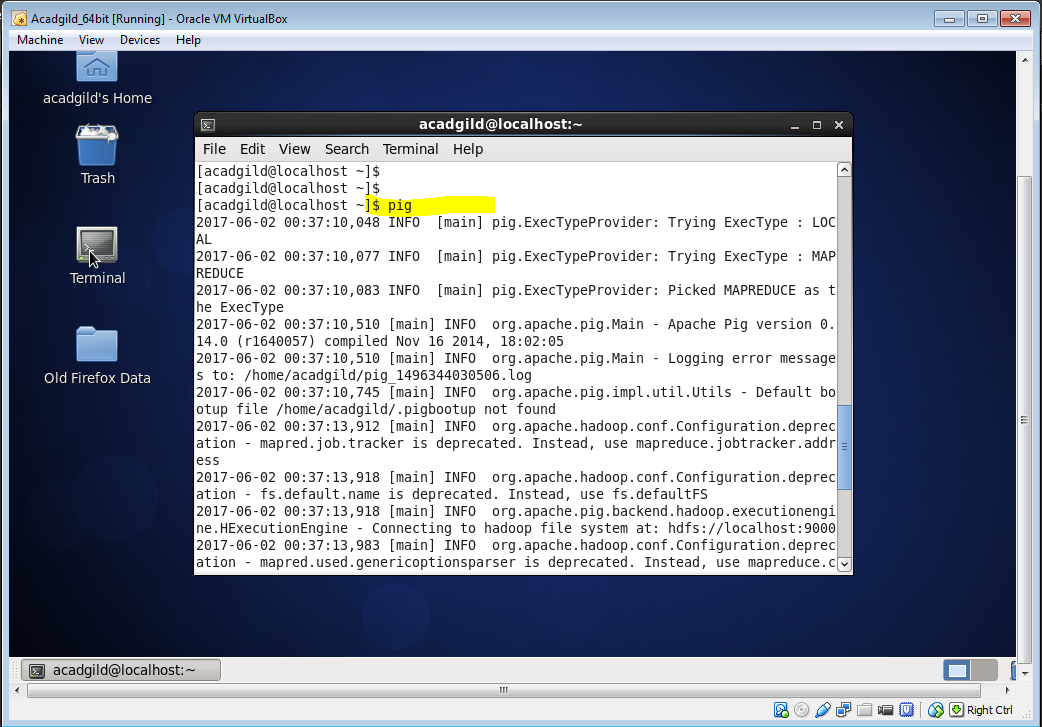 Acadgild_64bit [Running] - Oracle VM VirtualBox
Machine View Devices Help
acadgild's Home
Trash
Terminal
Old Firefox Data
acadgild@localhost:~
File Edit View Search Terminal Help
[acadgild@localhost ~]$
[acadgild@localhost ~]$
[acadgild@localhost ~]$ pig
2017-06-02 00:37:10,048 INFO  [main] pig.ExecTypeProvider: Trying ExecType : LOC
AL
2017-06-02 00:37:10,077 INFO  [main] pig.ExecTypeProvider: Trying ExecType : MAP
REDUCE
2017-06-02 00:37:10,083 INFO  [main] pig.ExecTypeProvider: Picked MAPREDUCE as t
he ExecType
2017-06-02 00:37:10,510 [main] INFO  org.apache.pig.Main - Apache Pig version 0.
14.0 (r1640057) compiled Nov 16 2014, 18:02:05
2017-06-02 00:37:10,510 [main] INFO  org.apache.pig.Main - Logging error message
s to: /home/acadgild/pig_1496344030506.log
2017-06-02 00:37:10,745 [main] INFO  org.apache.pig.impl.util.Utils - Default bo
otup file /home/acadgild/.pigbootup not found
2017-06-02 00:37:13,912 [main] INFO  org.apache.hadoop.conf.Configuration.deprec
ation - mapred.job.tracker is deprecated. Instead, use mapreduce.jobtracker.addr
ess
2017-06-02 00:37:13,918 [main] INFO  org.apache.hadoop.conf.Configuration.deprec
ation - fs.default.name is deprecated. Instead, use fs.defaultFS
2017-06-02 00:37:13,918 [main] INFO  org.apache.pig.backend.hadoop.executionengi
ne.HExecutionEngine - Connecting to hadoop file system at: hdfs://localhost:9000
2017-06-02 00:37:13,983 [main] INFO  org.apache.hadoop.conf.Configuration.deprec
ation - mapred.used.genericoptionsparser is deprecated. Instead, use mapreduce.c
acadgild@localhost:~
Right Ctrl